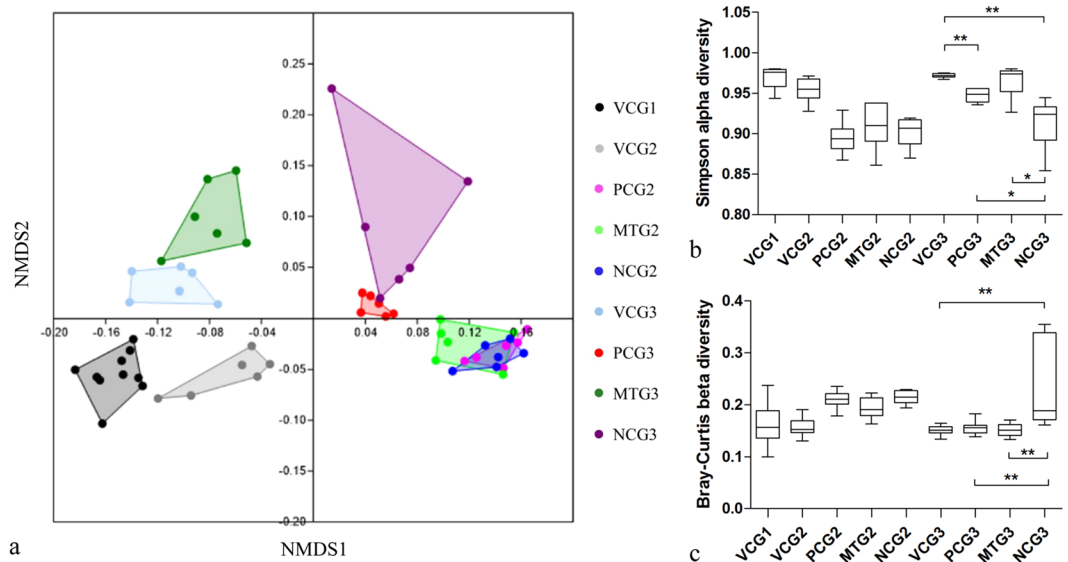 NMDS2
0.25
0.20
0.15
0.10
0.05
-0.20 -0.16 -0.12 -0.08 -0.04 0.04 0.08 0.12 0.16 0.20
-0.05
-0.10
-0.15
-0.20
NMDS1
a
VCG1
VCG2
PCG2
MTG2
NCG2
VCG3
PCG3
MTG3
NCG3
Simpson alpha diversity
1.05
1.00
0.95
0.90
0.85
0.80
**
**
*
*
VCG1 VCG2 PCG2 MTG2 NCG2 VCG3 PCG3 MTG3 NCG3
b
Bray-Curtis beta diversity
0.4
0.3
0.2
0.1
0.0
**
**
**
VCG1 VCG2 PCG2 MTG2 NCG2 VCG3 PCG3 MTG3 NCG3
c